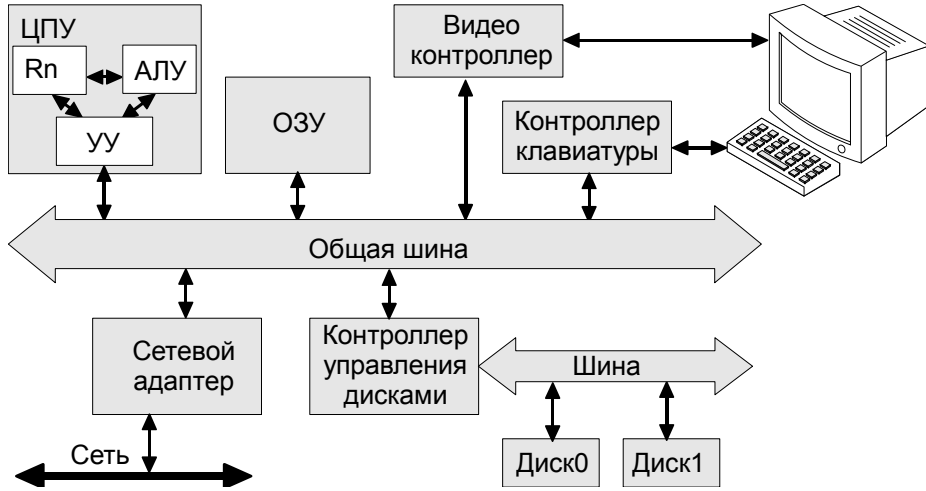 ЦПУ
Rn
АЛУ
УУ
ОЗУ
Видео
контроллер
Контроллер
клавиатуры
Общая шина
Сетевой
адаптер
Контроллер
управления
дисками
Шина
Сеть
Диск0
Диск1